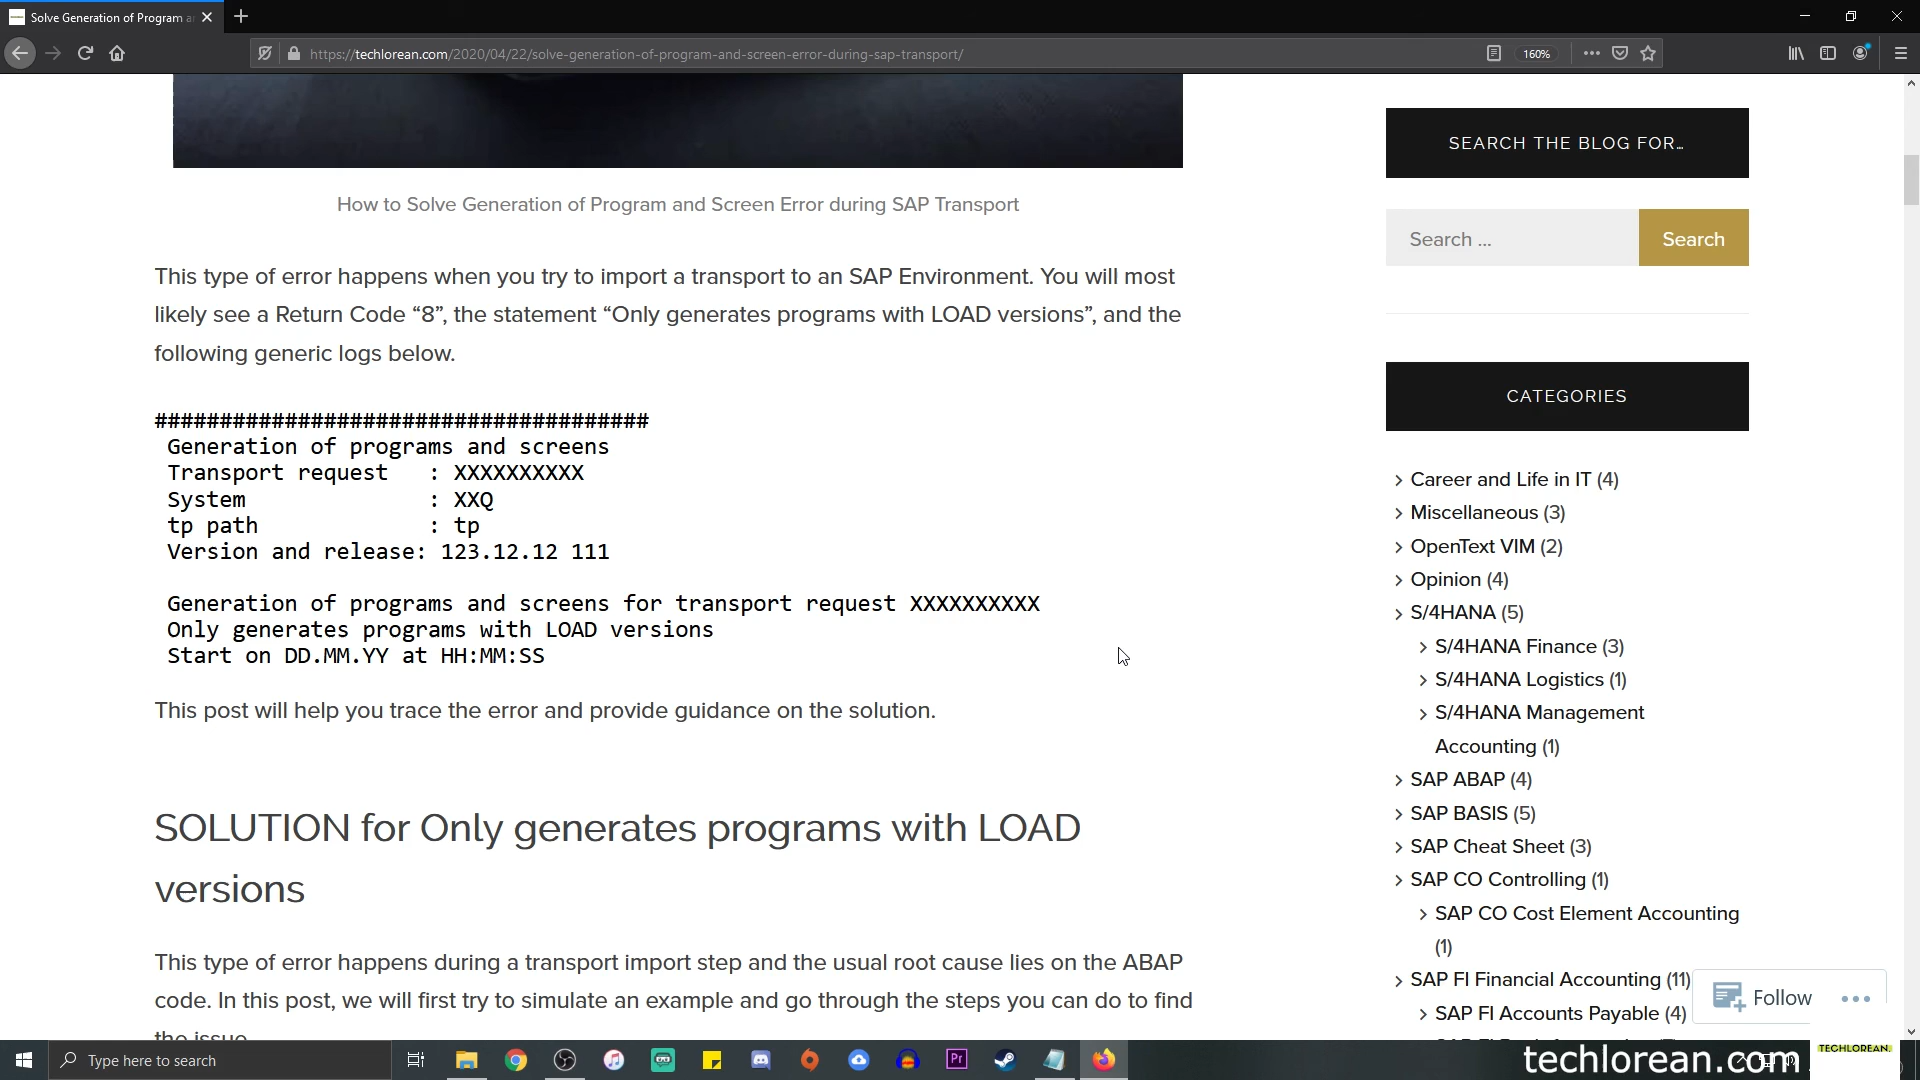 Solve Generation of Program a
https://techlorean.com/2020/04/22/solve-generation-of-program-and-screen-error-during-sap-transport/
160%
How to Solve Generation of Program and Screen Error during SAP Transport
This type of error happens when you try to import a transport to an SAP Environment. You will most
likely see a Return Code “8”, the statement “Only generates programs with LOAD versions”, and the
following generic logs below.
######################################
Generation of programs and screens
Transport request : XXXXXXXXXX
System : XXQ
tp path : tp
Version and release: 123.12.12 111
Generation of programs and screens for transport request XXXXXXXXXX
Only generates programs with LOAD versions
Start on DD.MM.YY at HH:MM:SS
This post will help you trace the error and provide guidance on the solution.
SOLUTION for Only generates programs with LOAD
versions
This type of error happens during a transport import step and the usual root cause lies on the ABAP
code. In this post, we will first try to simulate an example and go through the steps you can do to find
the issue
SEARCH THE BLOG FOR…
Search …
Search
CATEGORIES
Career and Life in IT (4)
Miscellaneous (3)
OpenText VIM (2)
Opinion (4)
S/4HANA (5)
S/4HANA Finance (3)
S/4HANA Logistics (1)
S/4HANA Management
Accounting (1)
SAP ABAP (4)
SAP BASIS (5)
SAP Cheat Sheet (3)
SAP CO Controlling (1)
SAP CO Cost Element Accounting
(1)
SAP FI Financial Accounting (11)
SAP FI Accounts Payable (4)
Follow
Type here to search
Pr
techlorean.com
TECHLOREAN.